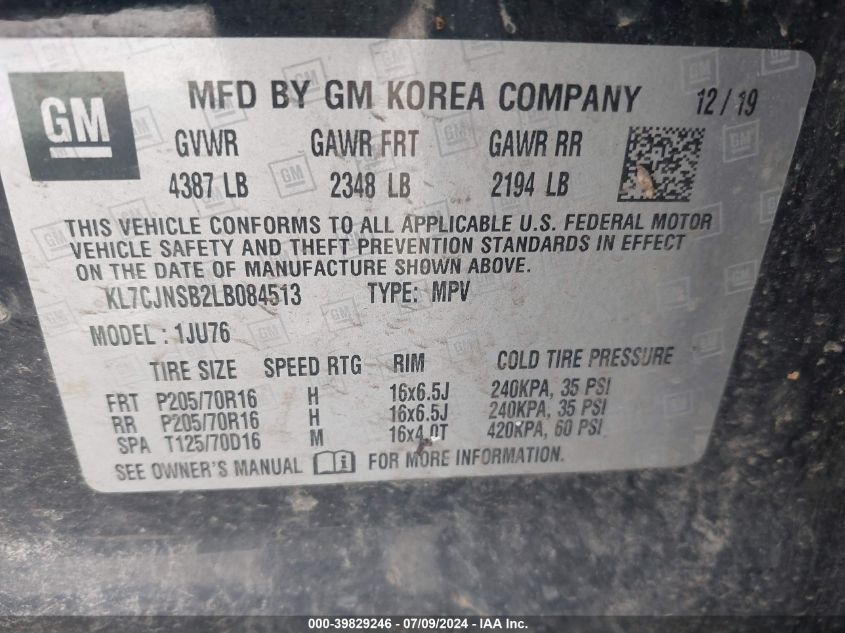 GM
MFD BY GM KOREA COMPANY 12/19
GVWR GAWR FRT GAWR RR
4387 LB 2348 LB 2194 LB
THIS VEHICLE CONFORMS TO ALL APPLICABLE U.S. FEDERAL MOTOR
VEHICLE SAFETY AND THEFT PREVENTION STANDARDS IN EFFECT
ON THE DATE OF MANUFACTURE SHOWN ABOVE.
KL7CJNSB2LB084513 TYPE: MPV
MODEL : 1JU76
TIRE SIZE SPEED RTG RIM COLD TIRE PRESSURE
FRT P205/70R16 H 16x6.5J 240KPA, 35 PSI
RR P205/70R16 H 16x6.5J 240KPA, 35 PSI
SPA T125/70D16 M 16x4.0T 420KPA, 60 PSI
SEE OWNER'S MANUAL FOR MORE INFORMATION.
000-39829246 - 07/09/2024 - IAA Inc.